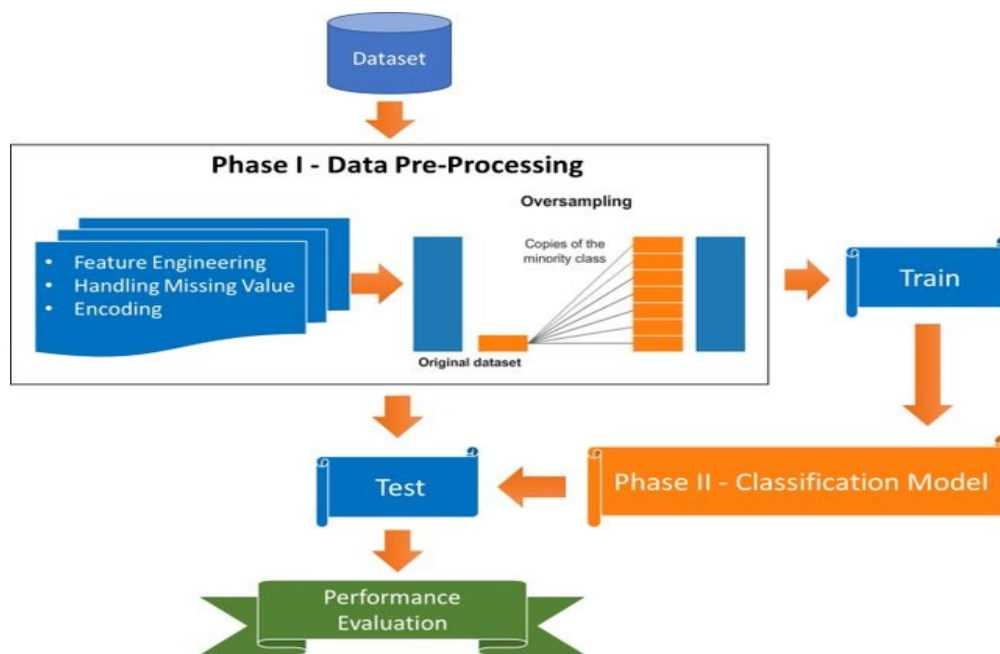 Dataset
Phase I - Data Pre-Processing
Oversampling
Copies of the
minority class
• Feature Engineering
• Handling Missing Value
• Encoding
Original dataset
Train
Test
Phase II - Classification Model
Performance
Evaluation